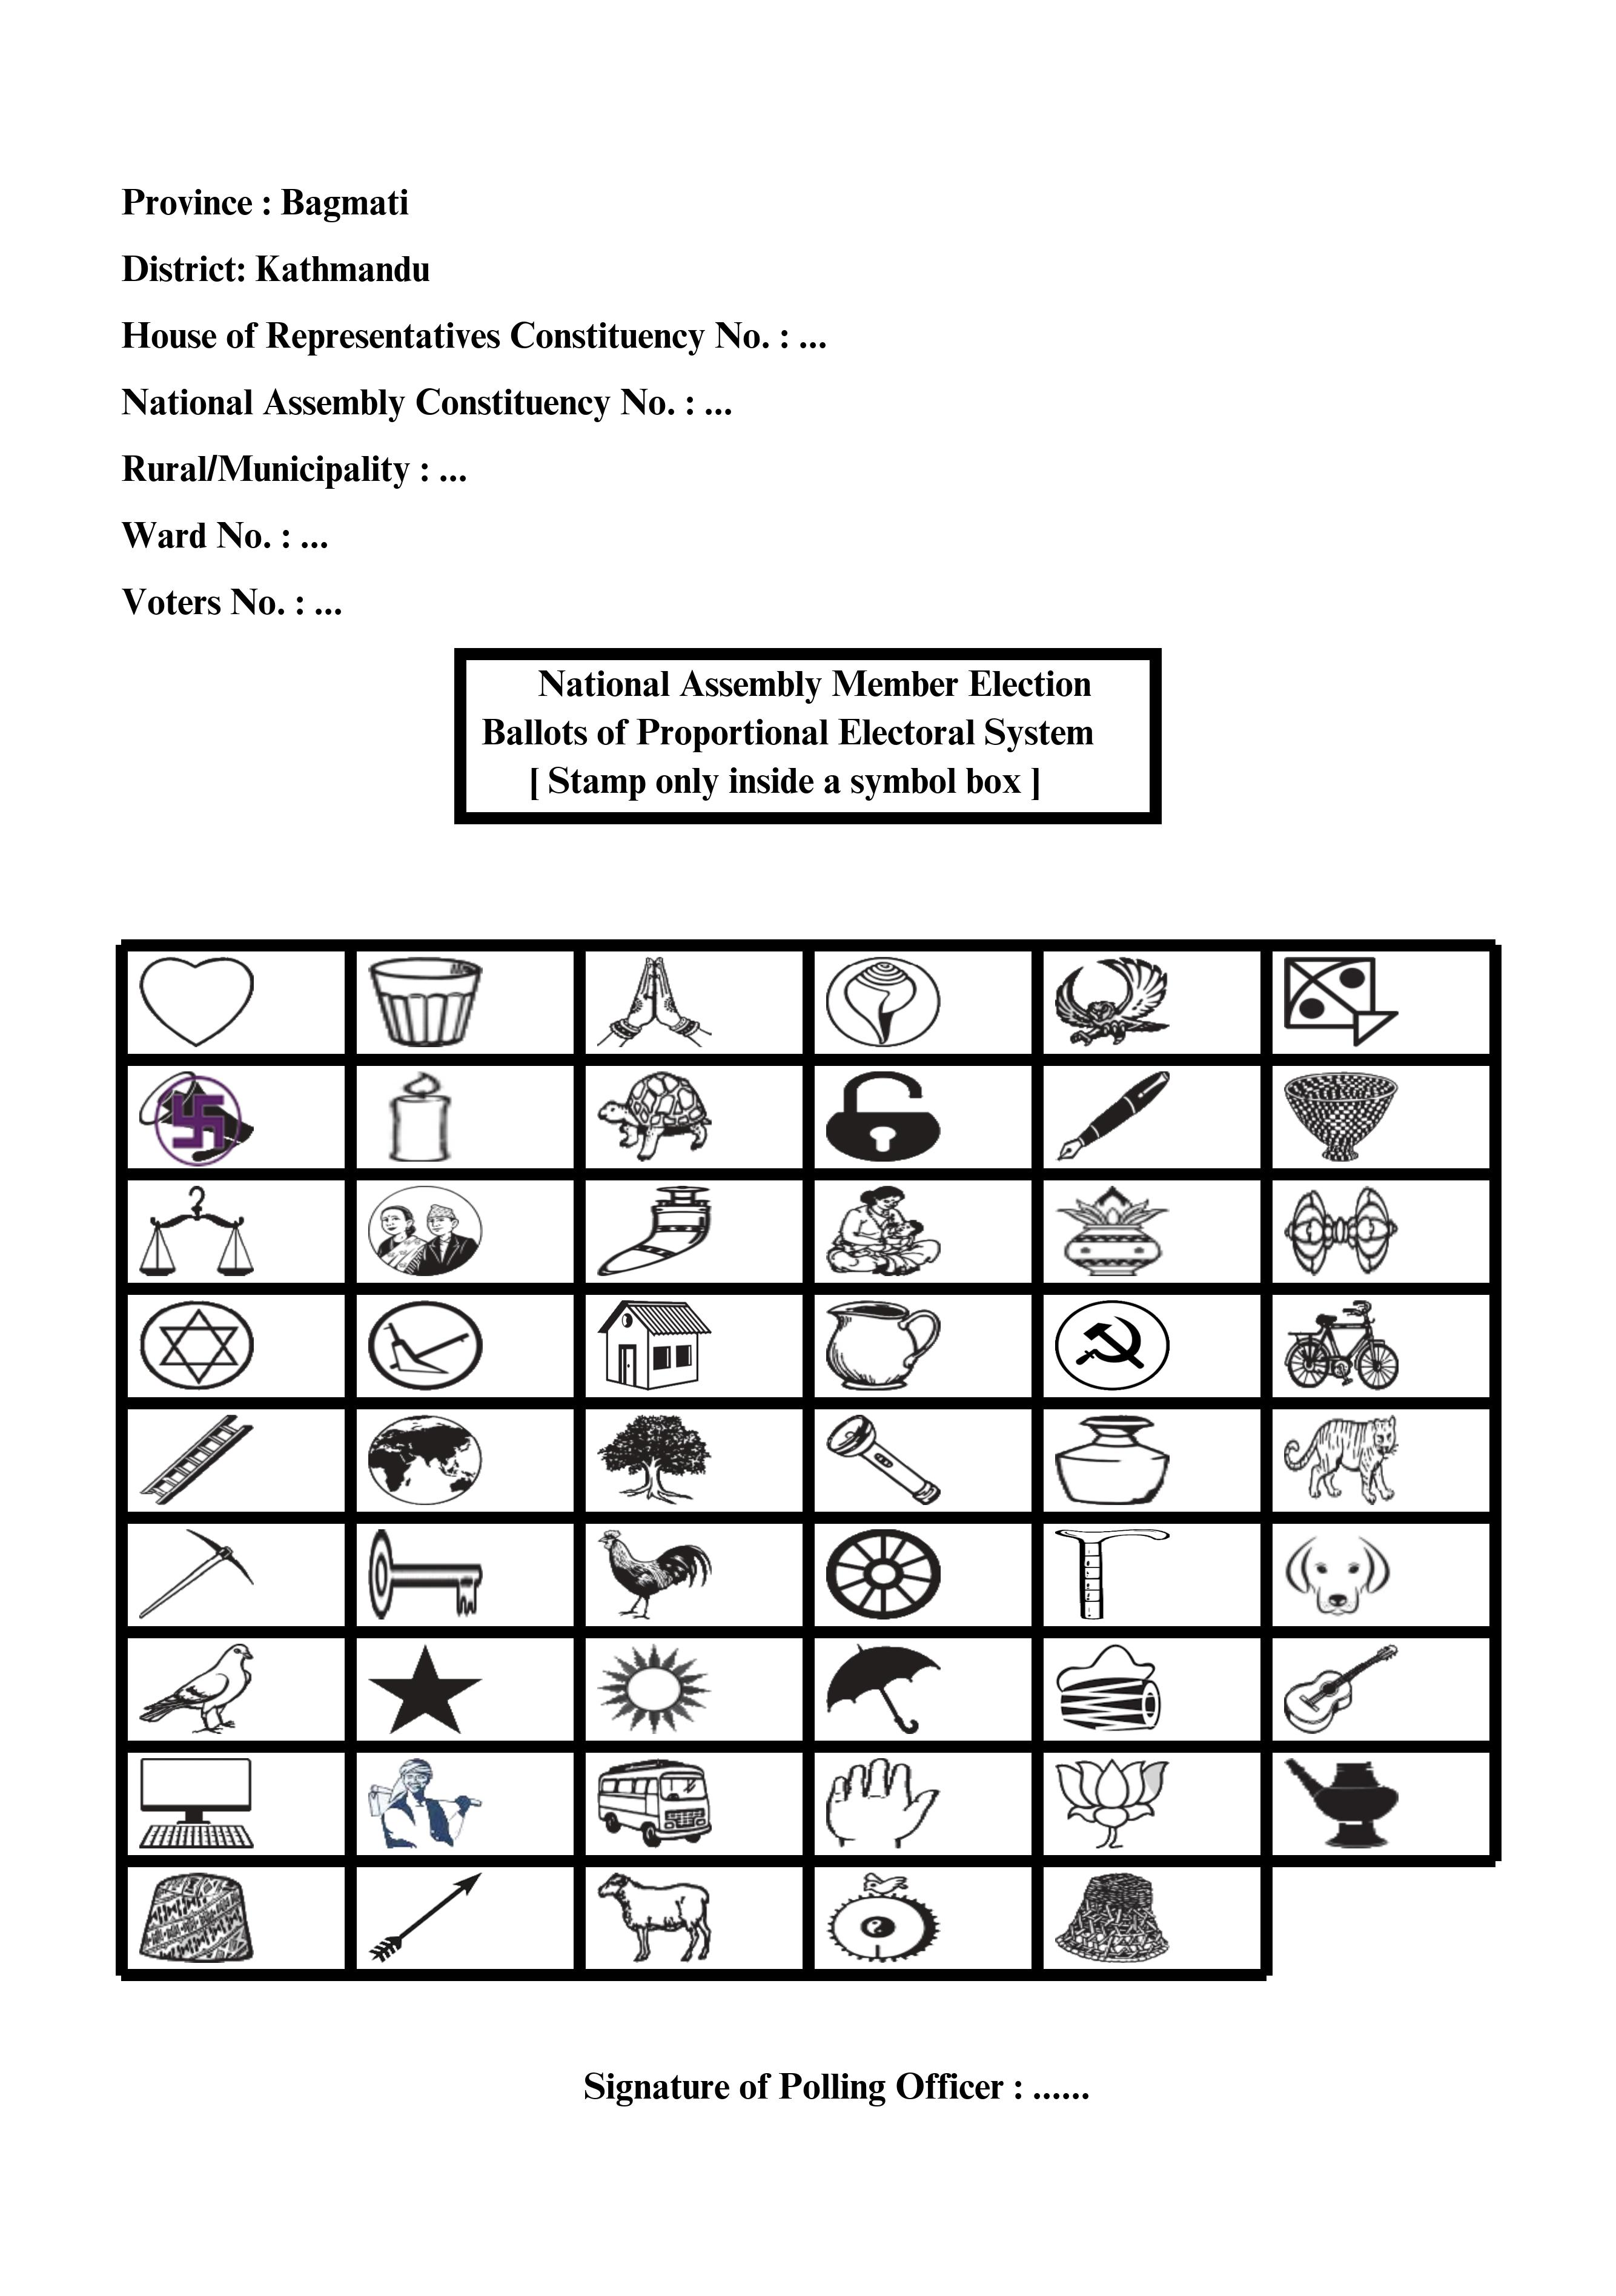 Province : Bagmati
District: Kathmandu
House of Representatives Constituency No. : ...
National Assembly Constituency No. : ...
Rural/Municipality : ...
Ward No. : ...
Voters No. : ...
National Assembly Member Election
Ballots of Proportional Electoral System
[ Stamp only inside a symbol box ]
Signature of Polling Officer : ......